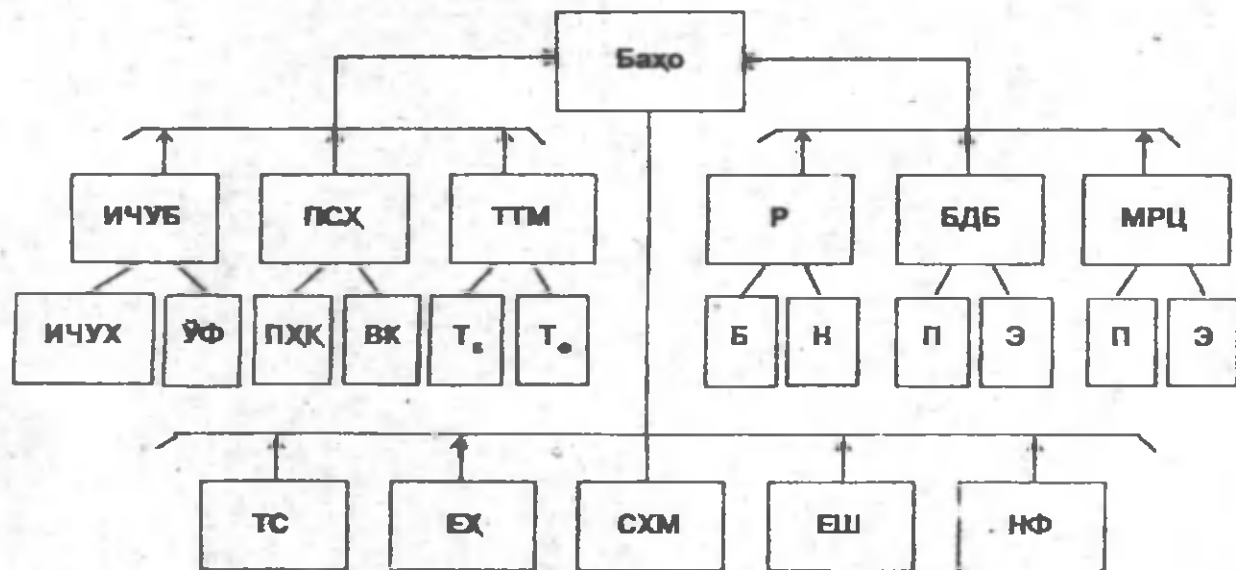 Баҳо
ИЧУБ ПСҲ ТТМ Р БДБ МРЦ
ИЧУХ ЎФ ПҲҚ ВК Т Т Б Н П Э П Э
ТС ЕҲ СХМ ЕШ НФ